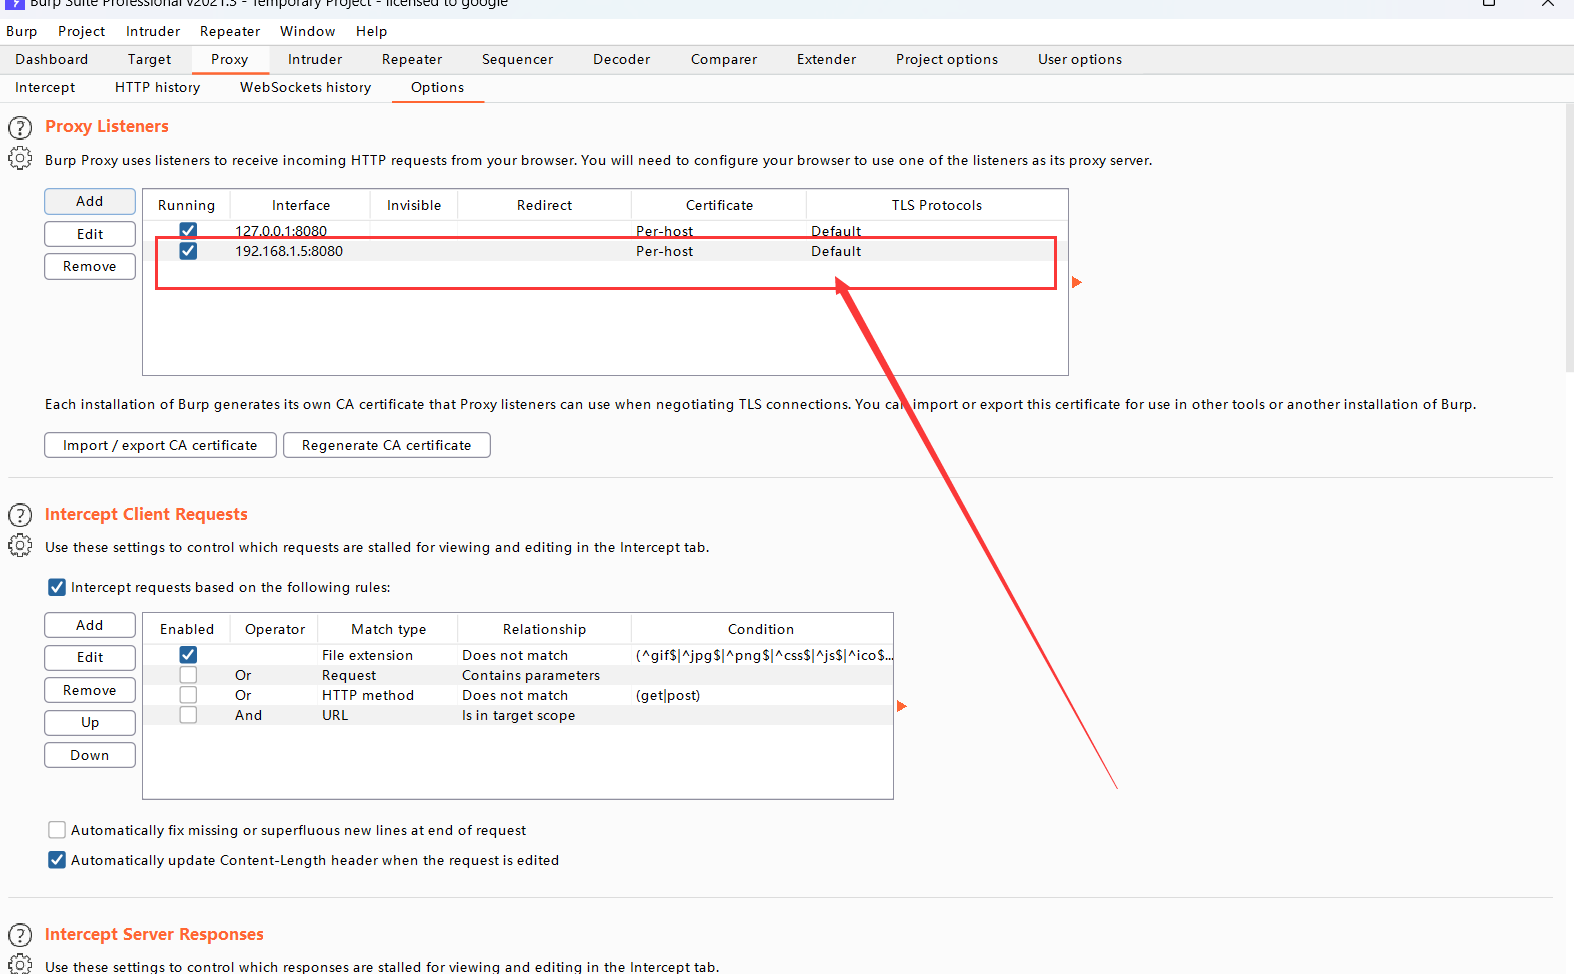 Burp Suite Professional v2021.3 - Temporary Project - licensed to google
Burp Project Intruder Repeater Window Help
Dashboard Target Proxy Intruder Repeater Sequencer Decoder Comparer Extender Project options User options
Intercept HTTP history WebSockets history Options
Proxy Listeners
Burp Proxy uses listeners to receive incoming HTTP requests from your browser. You will need to configure your browser to use one of the listeners as its proxy server.
Add
Edit
Remove
Running Interface Invisible Redirect Certificate TLS Protocols
127.0.0.1:8080 Per-host Default
192.168.1.5:8080 Per-host Default
Each installation of Burp generates its own CA certificate that Proxy listeners can use when negotiating TLS connections. You can import or export this certificate for use in other tools or another installation of Burp.
Import / export CA certificate Regenerate CA certificate
Intercept Client Requests
Use these settings to control which requests are stalled for viewing and editing in the Intercept tab.
Intercept requests based on the following rules:
Add
Edit
Remove
Up
Down
Enabled Operator Match type Relationship Condition
File extension Does not match (^gif$|^jpg$|^png$|^css$|^js$|^ico$...
Or Request Contains parameters
Or HTTP method Does not match (get|post)
And URL Is in target scope
Automatically fix missing or superfluous new lines at end of request
Automatically update Content-Length header when the request is edited
Intercept Server Responses
Use these settings to control which responses are stalled for viewing and editing in the Intercept tab.